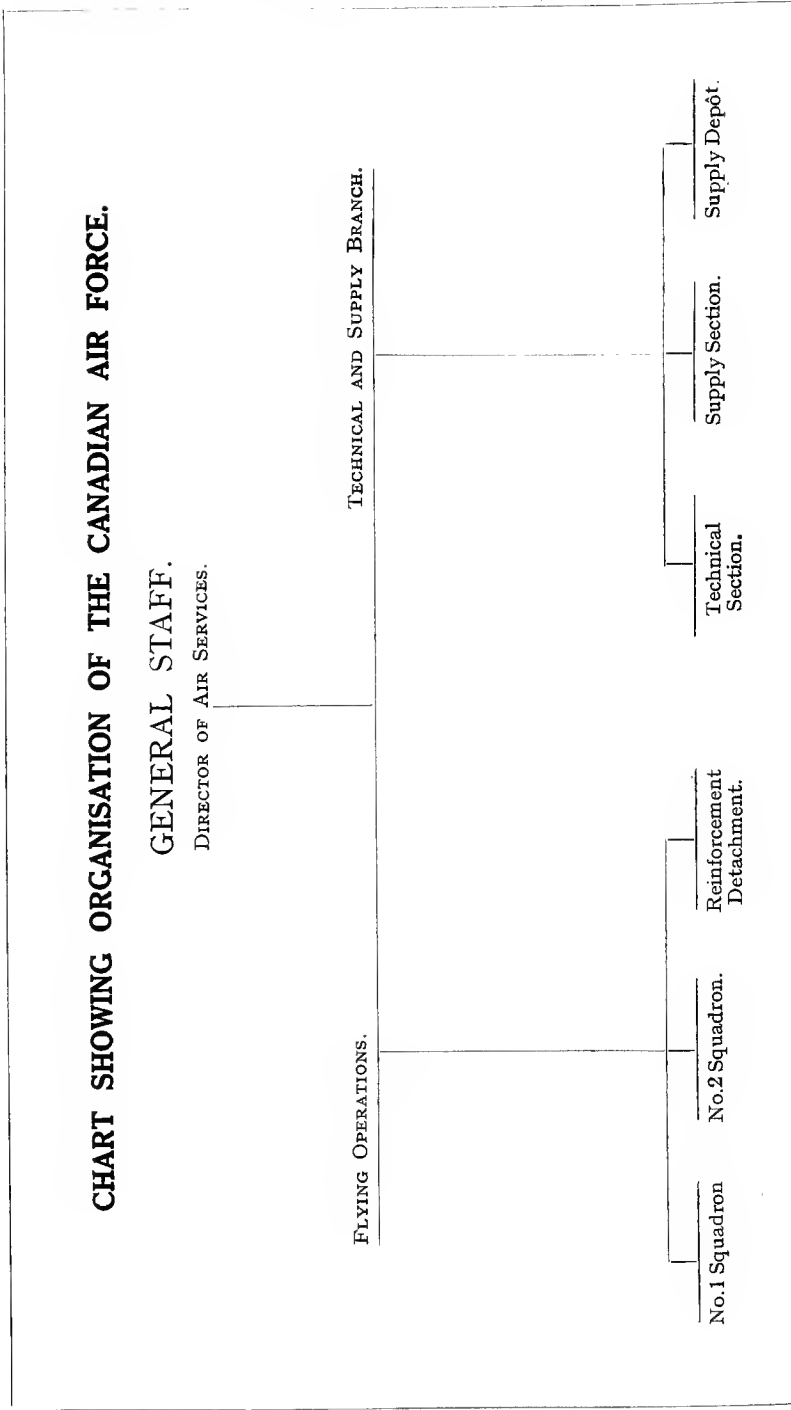 CHART SHOWING ORGANISATION OF THE CANADIAN AIR FORCE.
GENERAL STAFF.
DIRECTOR OF AIR SERVICES.
FLYING OPERATIONS.
TECHNICAL AND SUPPLY BRANCH.
No.1 Squadron
No.2 Squadron.
Reinforcement
Detachment.
Technical
Section.
Supply Section.
Supply Depôt.